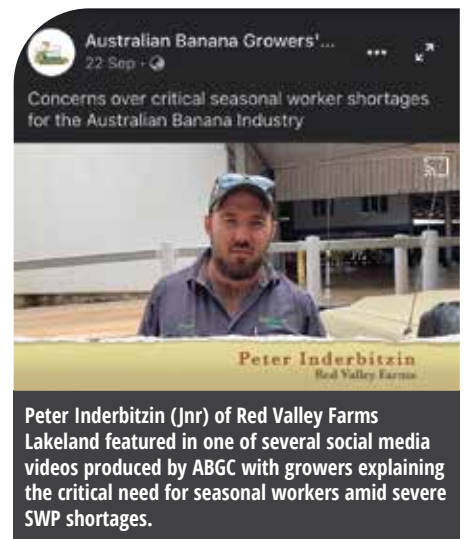 Australian Banana Growers'...
22 Sep
Concerns over critical seasonal worker shortages
for the Australian Banana Industry
Peter Inderbitzin
Red Valley Farms
Peter Inderbitzin (Jnr) of Red Valley Farms
Lakeland featured in one of several social media
videos produced by ABGC with growers explaining
the critical need for seasonal workers amid severe
SWP shortages.